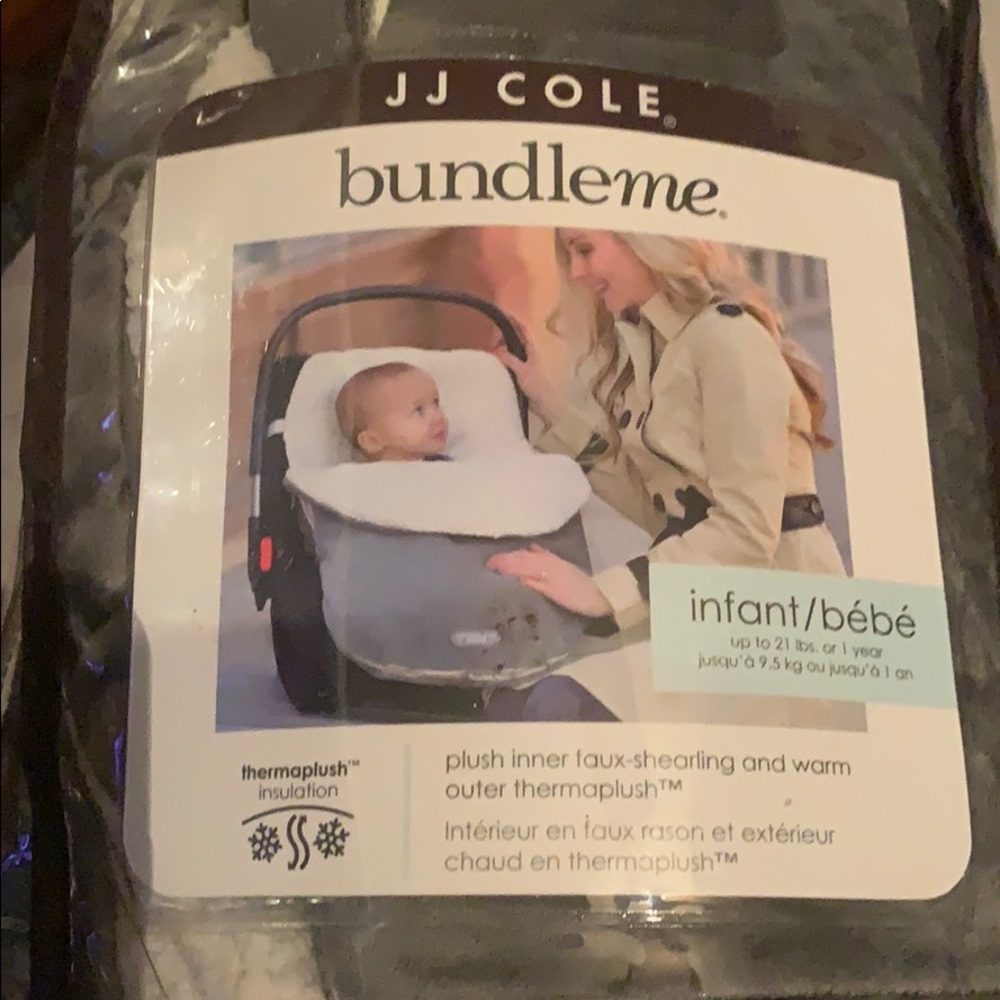 JJ COLE®
bundleme®
infant/bébé
up to 21 lbs. or 1 year
jusqu'à 9.5 kg ou jusqu'à 1 an
thermaplush™
insulation
plush inner faux-shearling and warm
outer thermaplush™
Intérieur en faux rason et extérieur
chaud en thermaplush™